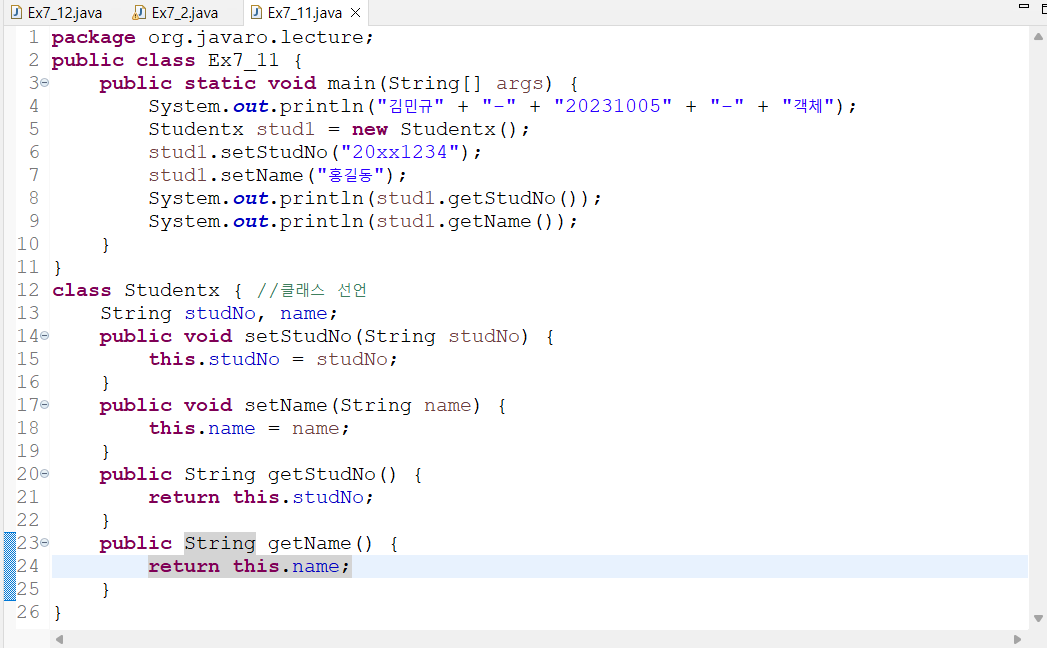 Ex7_12.java Ex7_2.java Ex7_11.java
1 package org.javaro.lecture;
2 public class Ex7_11 {
3 public static void main(String[] args) {
4 System.out.println("김민규" + "-" + "20231005" + "-" + "객체");
5 Studentx stud1 = new Studentx();
6 stud1.setStudNo("20xx1234");
7 stud1.setName("홍길동");
8 System.out.println(stud1.getStudNo());
9 System.out.println(stud1.getName());
10 }
11 }
12 class Studentx { //클래스 선언
13 String studNo, name;
14 public void setStudNo(String studNo) {
15 this.studNo = studNo;
16 }
17 public void setName(String name) {
18 this.name = name;
19 }
20 public String getStudNo() {
21 return this.studNo;
22 }
23 public String getName() {
24 return this.name;
25 }
26 }